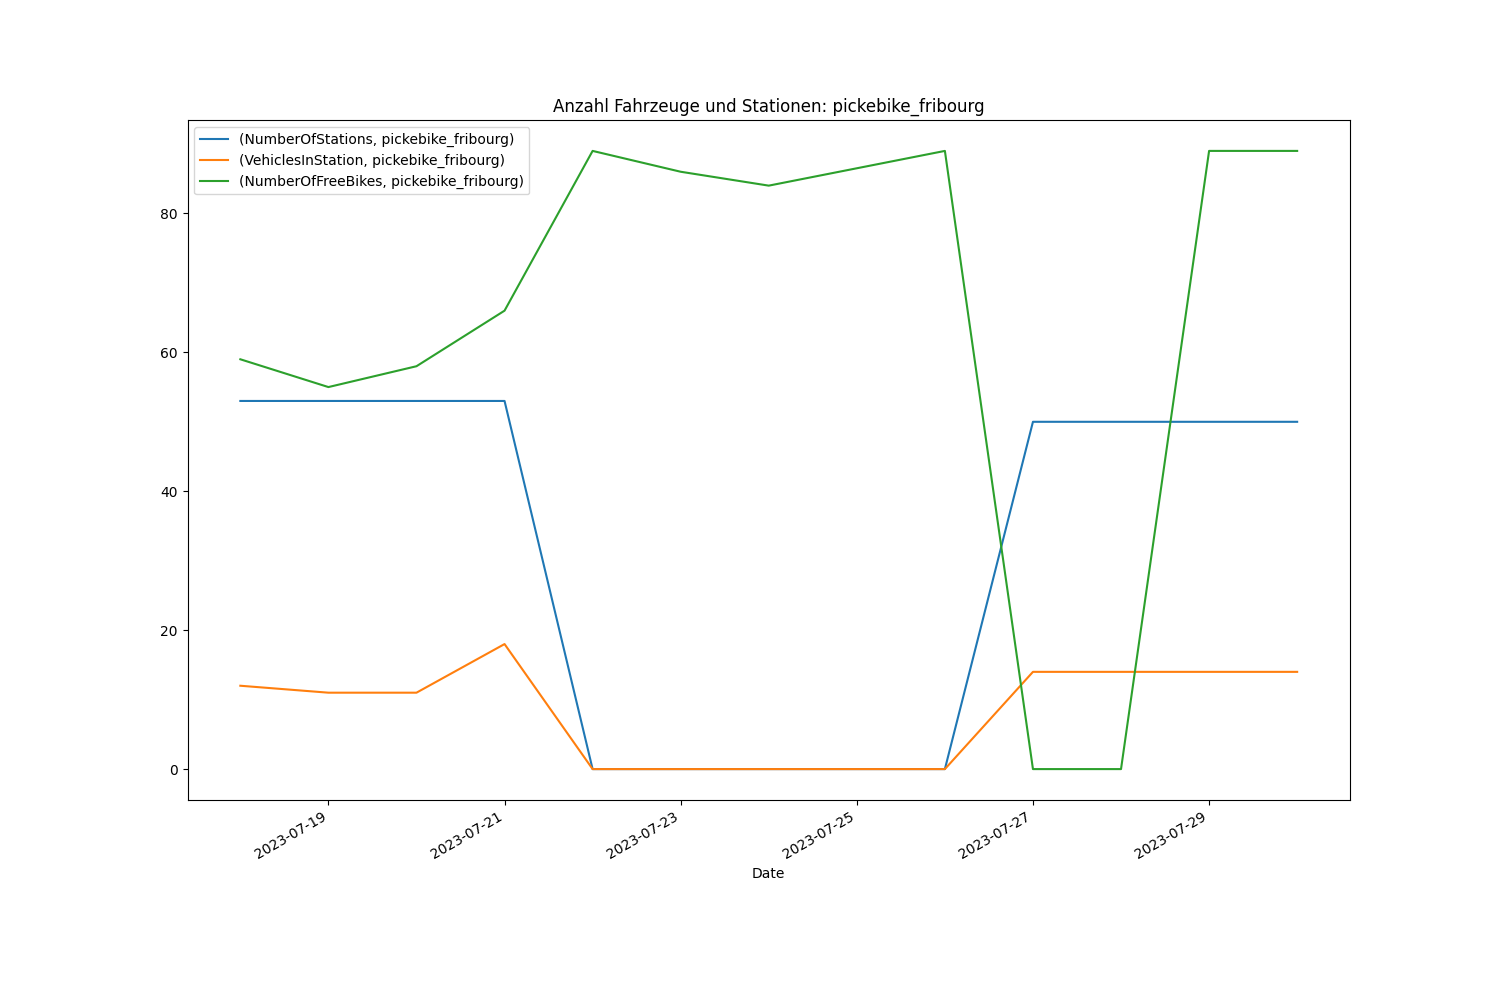 Anzahl Fahrzeuge und Stationen: pickebike_fribourg
(NumberOfStations, pickebike_fribourg)
(VehiclesInStation, pickebike_fribourg)
(NumberOfFreeBikes, pickebike_fribourg)
80
60
40
20
0
2023-07-19
2023-07-21
2023-07-23
2023-07-25
2023-07-27
2023-07-29
Date